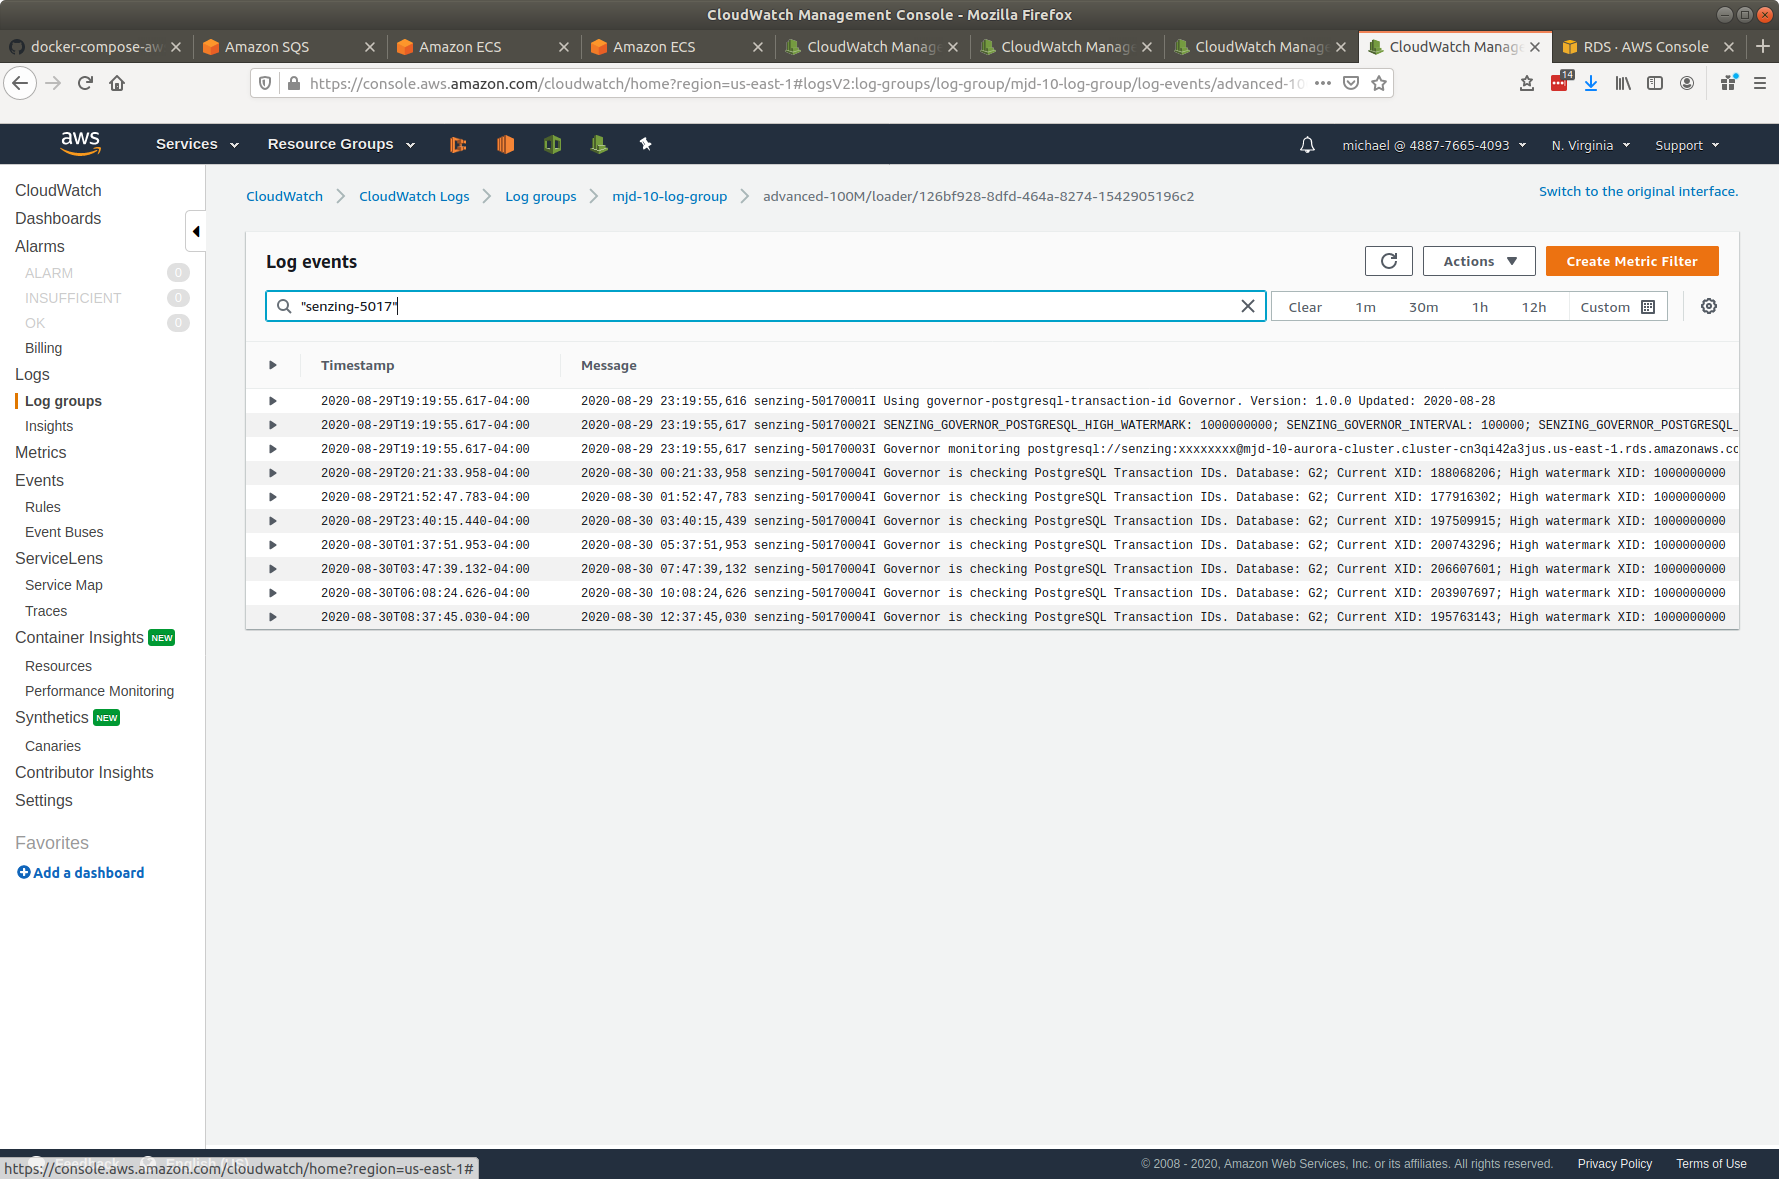 CloudWatch Management Console - Mozilla Firefox
docker-compose-aw
Amazon SQS
Amazon ECS
Amazon ECS
CloudWatch Manag
CloudWatch Manag
CloudWatch Manag
CloudWatch Manag
RDS · AWS Console
https://console.aws.amazon.com/cloudwatch/home?region=us-east-1#logsV2:log-groups/log-group/mjd-10-log-group/log-events/advanced-10
14
aws
Services
Resource Groups
michael @ 4887-7665-4093
N. Virginia
Support
CloudWatch
Dashboards
Alarms
ALARM 0
INSUFFICIENT 0
OK 0
Billing
Logs
Log groups
Insights
Metrics
Events
Rules
Event Buses
ServiceLens
Service Map
Traces
Container Insights NEW
Resources
Performance Monitoring
Synthetics NEW
Canaries
Contributor Insights
Settings
Favorites
Add a dashboard
CloudWatch > CloudWatch Logs > Log groups > mjd-10-log-group > advanced-100M/loader/126bf928-8dfd-464a-8274-1542905196c2
Switch to the original interface.
Log events
Actions
Create Metric Filter
"senzing-5017"
Clear 1m 30m 1h 12h Custom
Timestamp Message
2020-08-29T19:19:55.617-04:00 2020-08-29 23:19:55,616 senzing-50170001I Using governor-postgresql-transaction-id Governor. Version: 1.0.0 Updated: 2020-08-28
2020-08-29T19:19:55.617-04:00 2020-08-29 23:19:55,617 senzing-50170002I SENZING_GOVERNOR_POSTGRESQL_HIGH_WATERMARK: 1000000000; SENZING_GOVERNOR_INTERVAL: 100000; SENZING_GOVERNOR_POSTGRESQL_
2020-08-29T19:19:55.617-04:00 2020-08-29 23:19:55,617 senzing-50170003I Governor monitoring postgresql://senzing:xxxxxxxx@mjd-10-aurora-cluster.cluster-cn3qi42a3jus.us-east-1.rds.amazonaws.co
2020-08-29T20:21:33.958-04:00 2020-08-30 00:21:33,958 senzing-50170004I Governor is checking PostgreSQL Transaction IDs. Database: G2; Current XID: 188068206; High watermark XID: 1000000000
2020-08-29T21:52:47.783-04:00 2020-08-30 01:52:47,783 senzing-50170004I Governor is checking PostgreSQL Transaction IDs. Database: G2; Current XID: 177916302; High watermark XID: 1000000000
2020-08-29T23:40:15.440-04:00 2020-08-30 03:40:15,439 senzing-50170004I Governor is checking PostgreSQL Transaction IDs. Database: G2; Current XID: 197509915; High watermark XID: 1000000000
2020-08-30T01:37:51.953-04:00 2020-08-30 05:37:51,953 senzing-50170004I Governor is checking PostgreSQL Transaction IDs. Database: G2; Current XID: 200743296; High watermark XID: 1000000000
2020-08-30T03:47:39.132-04:00 2020-08-30 07:47:39,132 senzing-50170004I Governor is checking PostgreSQL Transaction IDs. Database: G2; Current XID: 206607601; High watermark XID: 1000000000
2020-08-30T06:08:24.626-04:00 2020-08-30 10:08:24,626 senzing-50170004I Governor is checking PostgreSQL Transaction IDs. Database: G2; Current XID: 203907697; High watermark XID: 1000000000
2020-08-30T08:37:45.030-04:00 2020-08-30 12:37:45,030 senzing-50170004I Governor is checking PostgreSQL Transaction IDs. Database: G2; Current XID: 195763143; High watermark XID: 1000000000
https://console.aws.amazon.com/cloudwatch/home?region=us-east-1#
© 2008 - 2020, Amazon Web Services, Inc. or its affiliates. All rights reserved. Privacy Policy Terms of Use